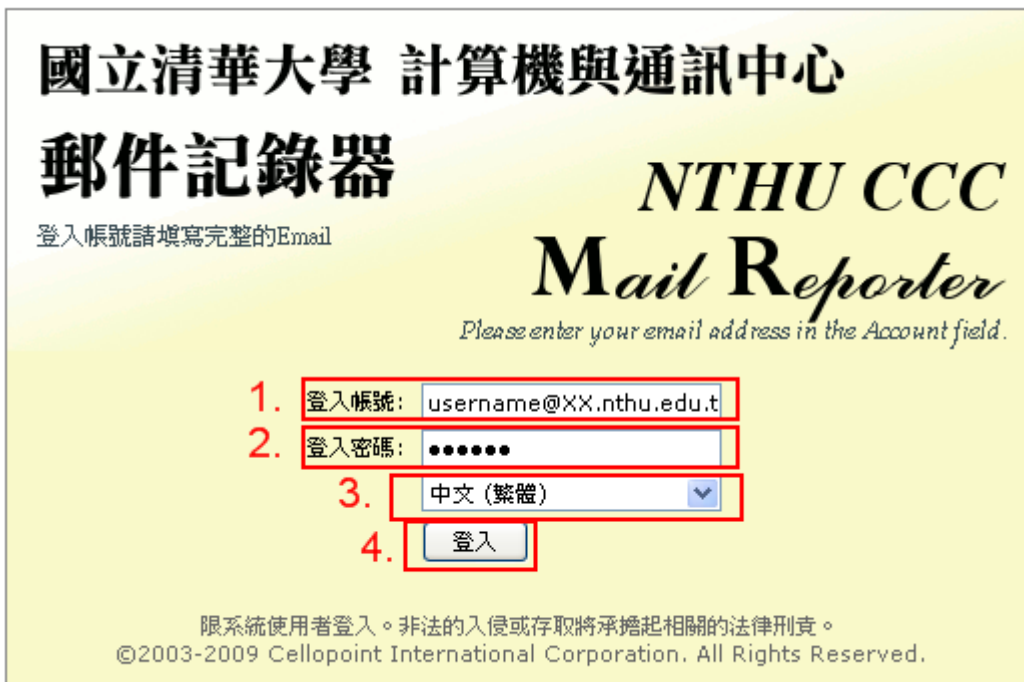 國立清華大學 計算機與通訊中心
郵件記錄器
登入帳號請填寫完整的Email
NTHU CCC
Mail Reporter
Please enter your email address in the Account field.
1. 登入帳號: username@XX.nthu.edu.t
2. 登入密碼: ●●●●●●
3. 中文 (繁體)
4. 登入
限系統使用者登入。非法的入侵或存取將承擔起相關的法律刑責。
©2003-2009 Cellopoint International Corporation. All Rights Reserved.